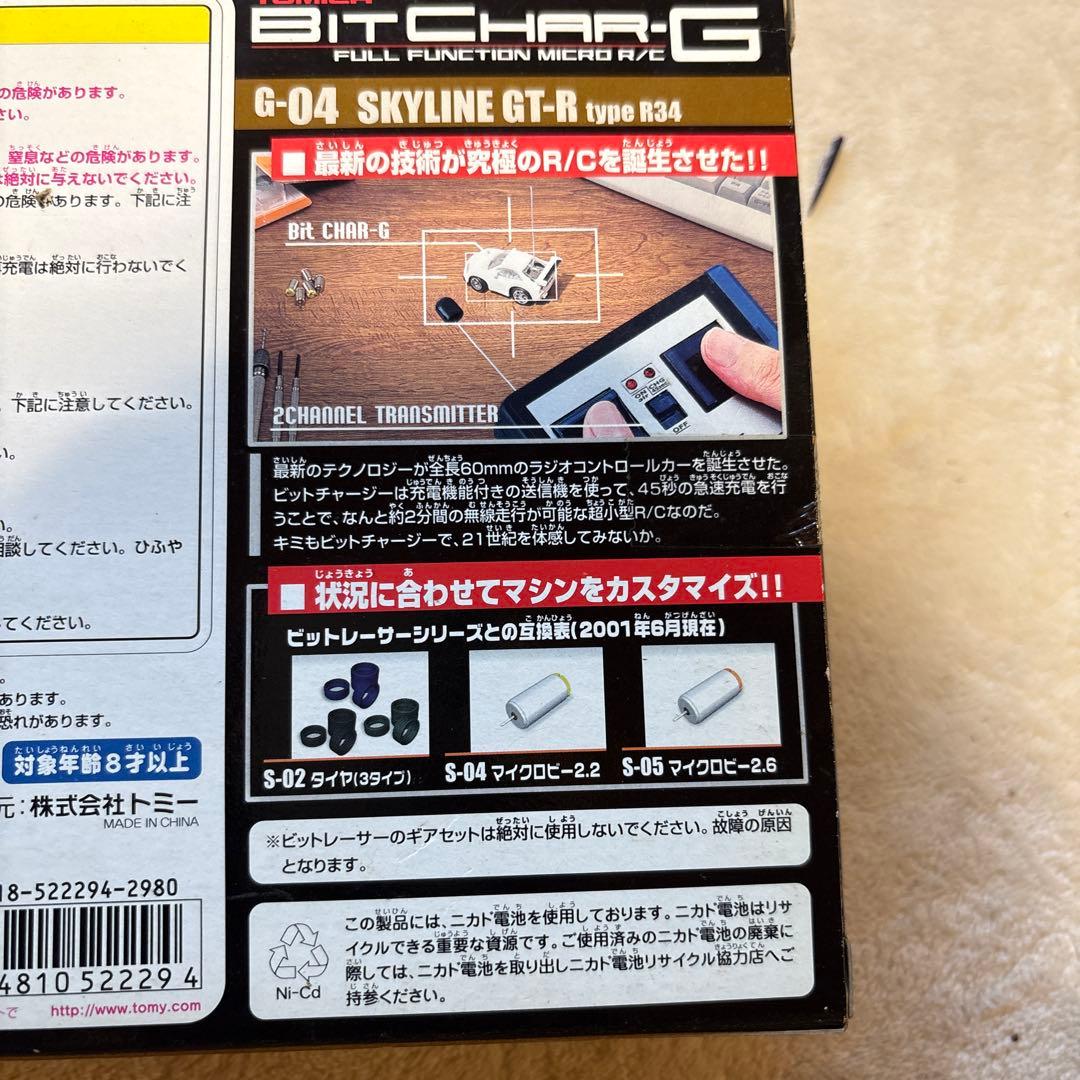 TOMICA
BIT CHAR-G
FULL FUNCTION MICRO R/C
G-04 SKYLINE GT-R type R34
■ 最新の技術が究極のR/Cを誕生させた!!
Bit CHAR-G
ON
CHG
45sec
OFF
2CHANNEL TRANSMITTER
最新のテクノロジーが全長60mmのラジオコントロールカーを誕生させた。
ビットチャージーは充電機能付きの送信機を使って、45秒の急速充電を行
うことで、なんと約2分間の無線走行が可能な超小型R/Cなのだ。
キミもビットチャージーで、21世紀を体感してみないか。
■ 状況に合わせてマシンをカスタマイズ!!
ビットレーサーシリーズとの互換表(2001年6月現在)
S-02 タイヤ(3タイプ)
S-04 マイクロビー2.2
S-05 マイクロビー2.6
※ビットレーサーのギアセットは絶対に使用しないでください。故障の原因
となります。
この製品には、ニカド電池を使用しております。ニカド電池はリサ
イクルできる重要な資源です。ご使用済みのニカド電池の廃棄に
際しては、ニカド電池を取り出しニカド電池リサイクル協力店へご
持参ください。
Ni-Cd
の危険があります。
さい。
窒息などの危険があります。
は絶対に与えないでください。
の危険があります。下記に注
充電は絶対に行わないでく
下記に注意してください。
い。
い。
相談してください。ひふや
してください。
。
あります。
恐れがあります。
対象年齢8才以上
元:株式会社トミー
MADE IN CHINA
18-522294-2980
4810 522294
トで http://www.tomy.com